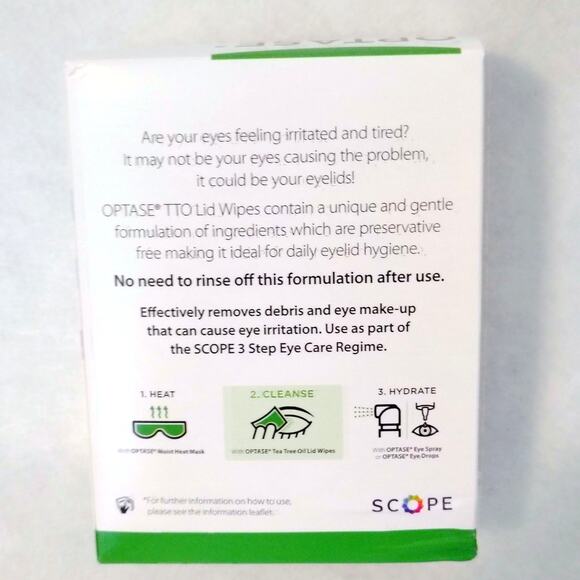 OPTASE®
Are your eyes feeling irritated and tired?
It may not be your eyes causing the problem,
it could be your eyelids!
OPTASE® TTO Lid Wipes contain a unique and gentle
formulation of ingredients which are preservative
free making it ideal for daily eyelid hygiene.
No need to rinse off this formulation after use.
Effectively removes debris and eye make-up
that can cause eye irritation. Use as part of
the SCOPE 3 Step Eye Care Regime.
1. HEAT
With OPTASE® Moist Heat Mask
2. CLEANSE
With OPTASE® Tea Tree Oil Lid Wipes
3. HYDRATE
With OPTASE® Eye Spray
or OPTASE® Eye Drops
*For further information on how to use,
please see the information leaflet.
SCOPE